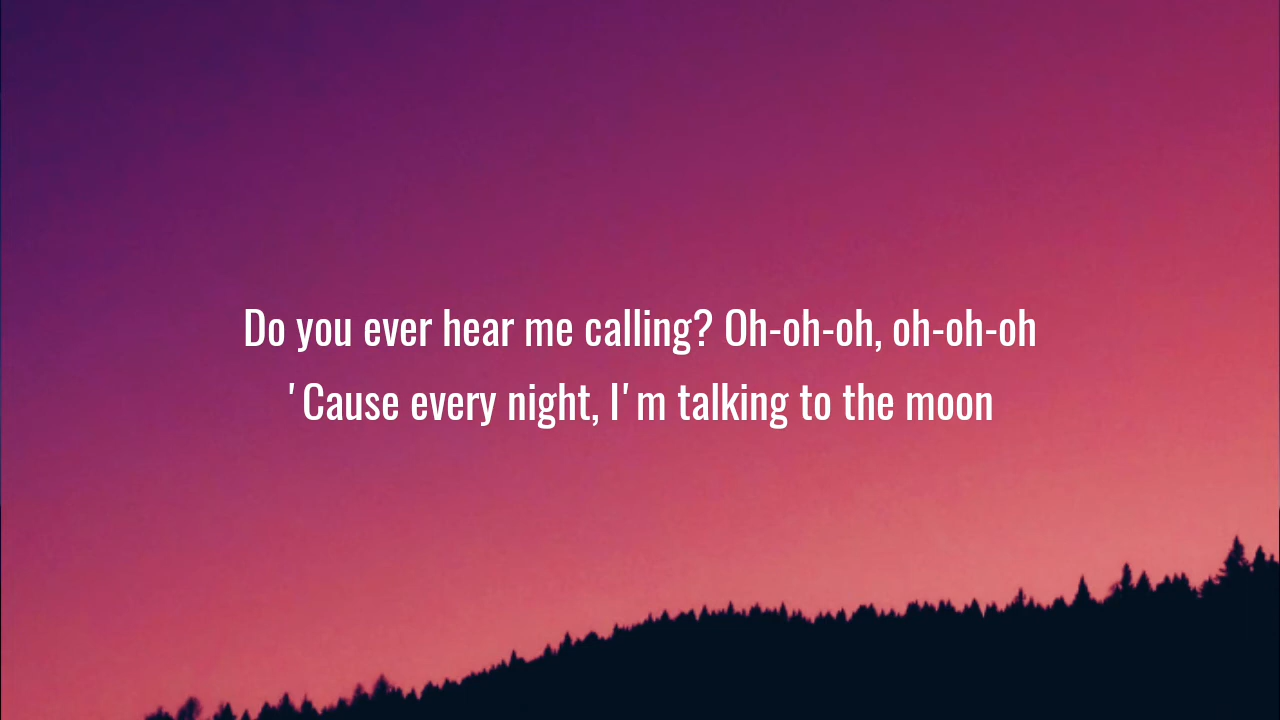 Do you ever hear me calling? Oh-oh-oh, oh-oh-oh
'Cause every night, I'm talking to the moon